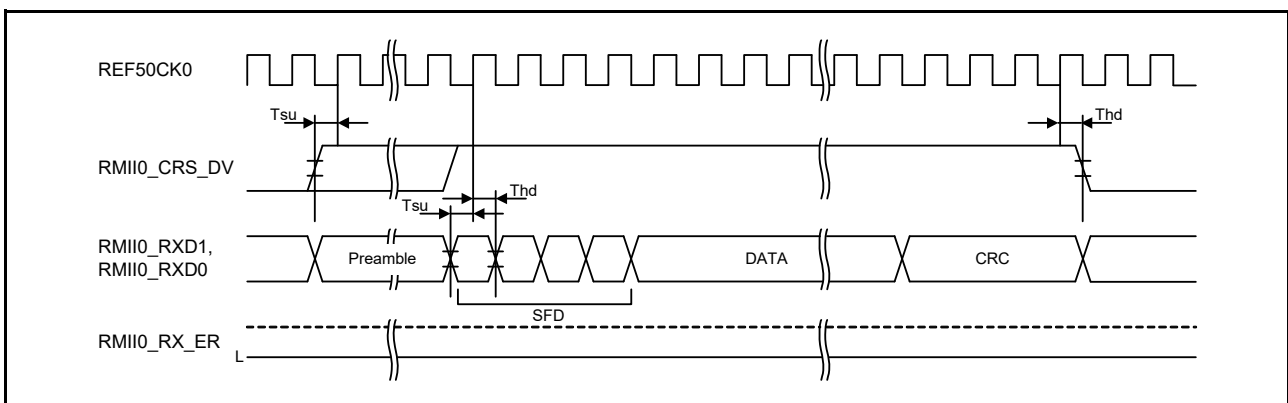 REF50CK0
Tsu
Thd
RMII0_CRS_DV
Thd
Tsu
RMII0_RXD1,
RMII0_RXD0
Preamble
DATA
CRC
SFD
RMII0_RX_ER
L